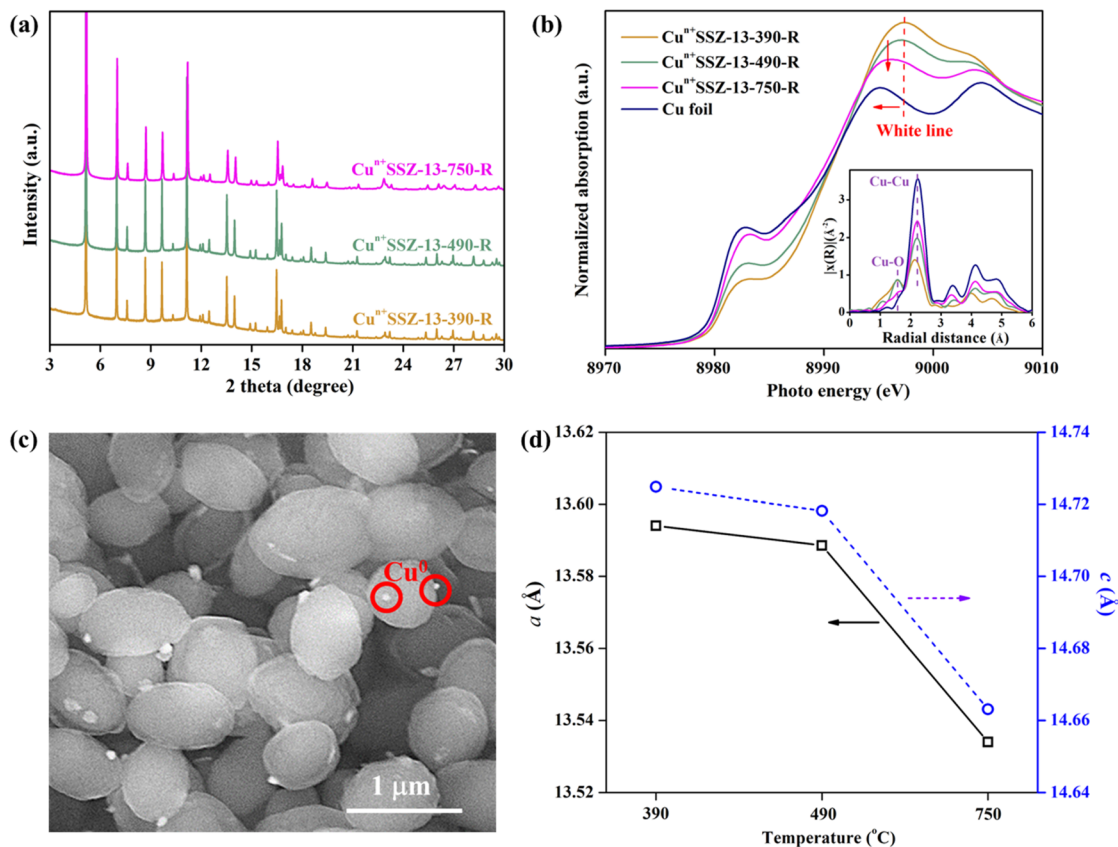 (a)
Intensity (a.u.)
Cuⁿ⁺SSZ-13-750-R
Cuⁿ⁺SSZ-13-490-R
Cuⁿ⁺SSZ-13-390-R
3 6 9 12 15 18 21 24 27 30
2 theta (degree)
(b)
Normalized absorption (a.u.)
Cuⁿ⁺SSZ-13-390-R
Cuⁿ⁺SSZ-13-490-R
Cuⁿ⁺SSZ-13-750-R
Cu foil
White line
8970 8980 8990 9000 9010
Photo energy (eV)
|x(R)|(Å⁻²)
3
2
1
0
Cu-Cu
Cu-O
0 1 2 3 4 5 6
Radial distance (Å)
(c)
Cu⁰
1 μm
(d)
a (Å)
13.62
13.60
13.58
13.56
13.54
13.52
390 490 750
Temperature (°C)
14.74
14.72
14.70
14.68
14.66
14.64
c (Å)